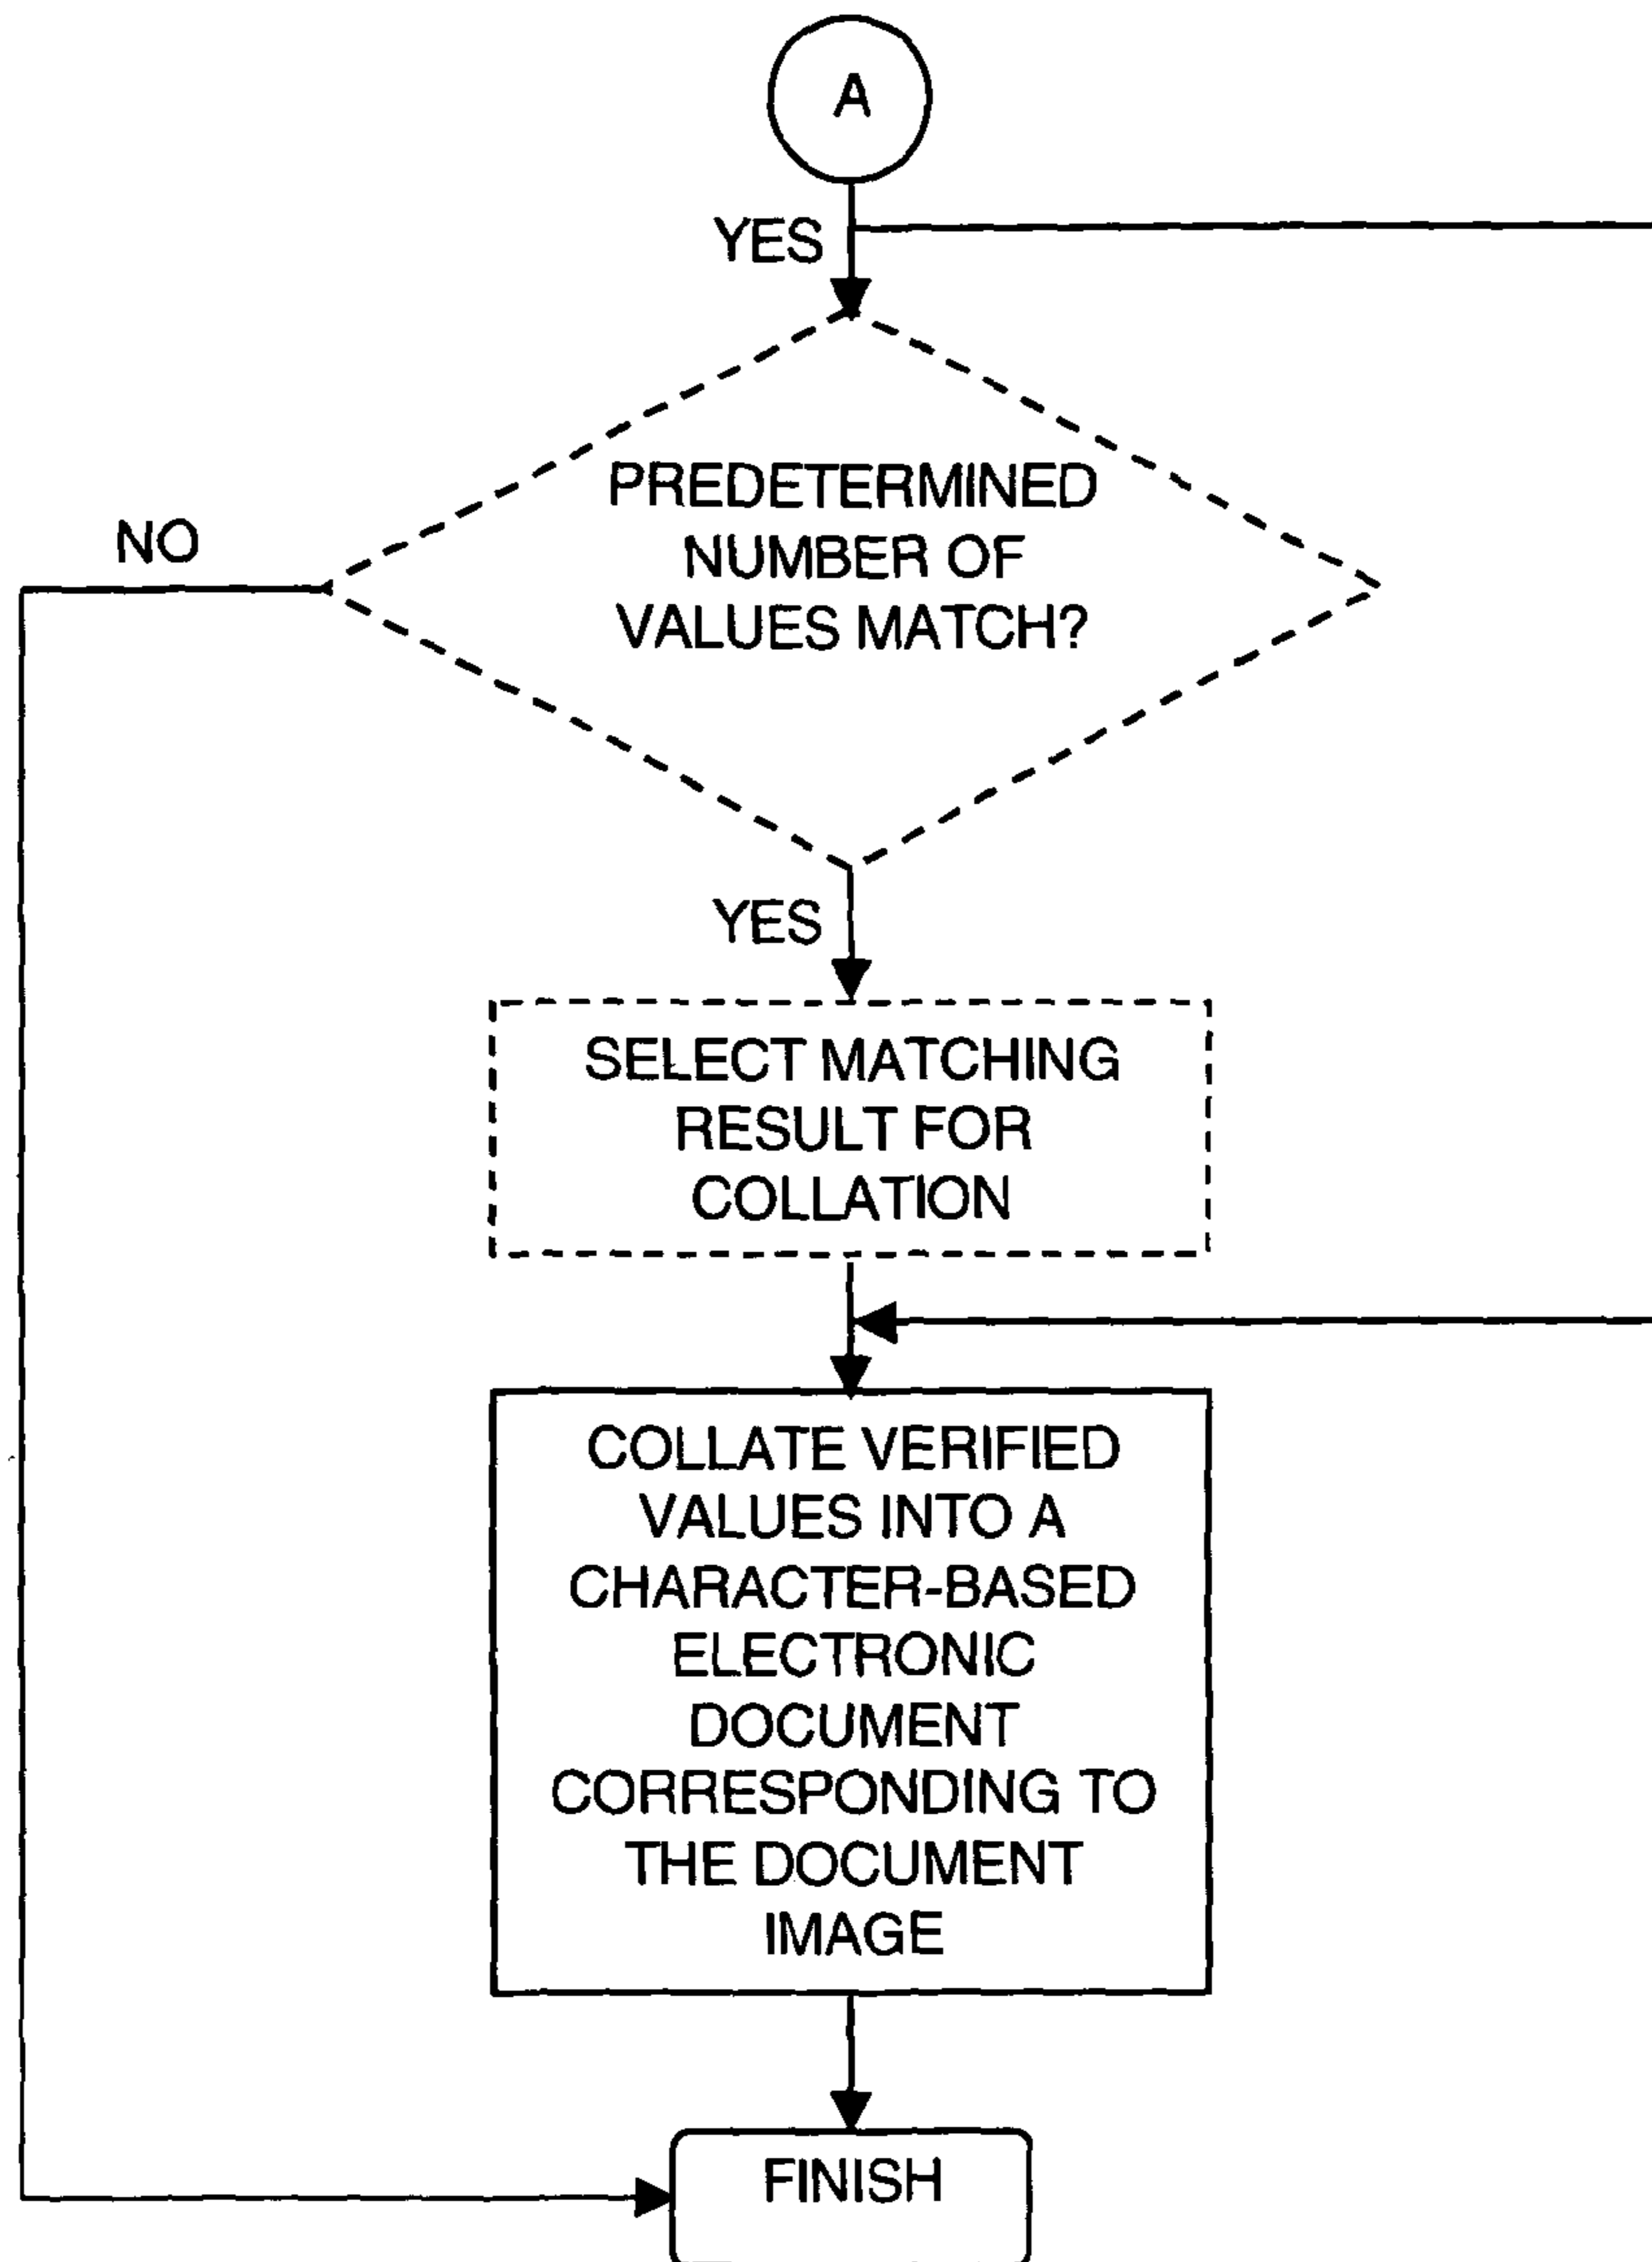 A
YES
PREDETERMINED
NUMBER OF
VALUES MATCH?
NO
YES
SELECT MATCHING
RESULT FOR
COLLATION
COLLATE VERIFIED
VALUES INTO A
CHARACTER-BASED
ELECTRONIC
DOCUMENT
CORRESPONDING TO
THE DOCUMENT
IMAGE
FINISH